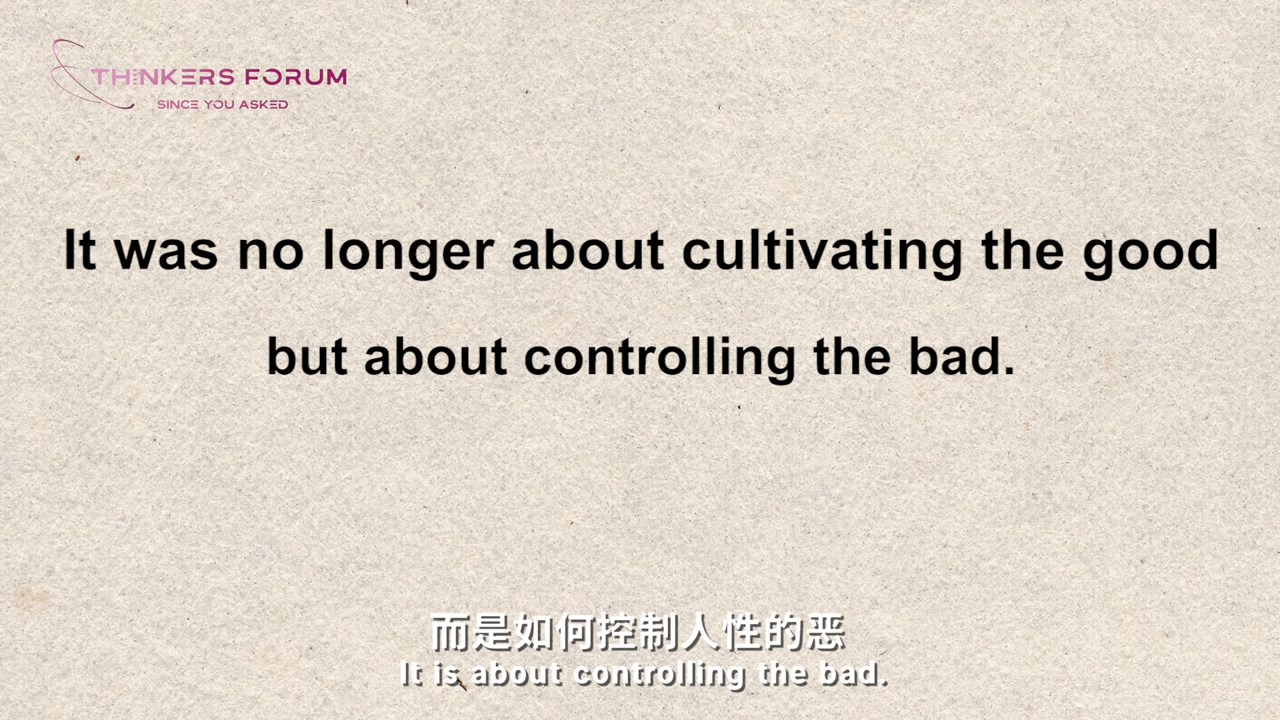 THINKERS FORUM
SINCE YOU ASKED
It was no longer about cultivating the good
but about controlling the bad.
而是如何控制人性的恶
It is about controlling the bad.